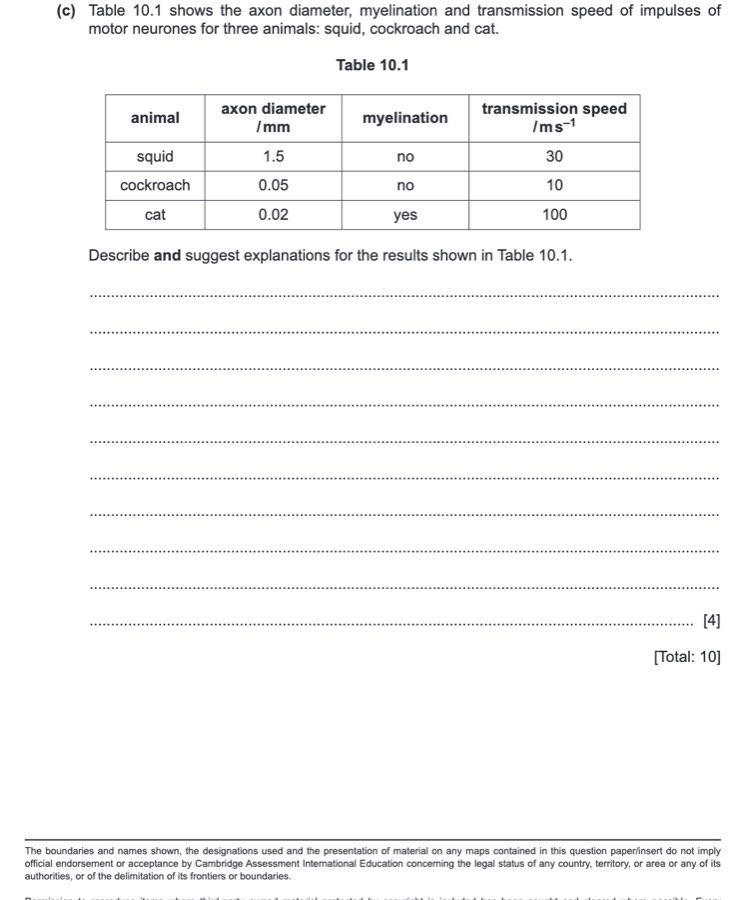 (c) Table 10.1 shows the axon diameter, myelination and transmission speed of impulses of
motor neurones for three animals: squid, cockroach and cat.
Table 10.1
animal axon diameter /mm myelination transmission speed /ms⁻¹
squid 1.5 no 30
cockroach 0.05 no 10
cat 0.02 yes 100
Describe and suggest explanations for the results shown in Table 10.1.
[4]
[Total: 10]
The boundaries and names shown, the designations used and the presentation of material on any maps contained in this question paper/insert do not imply
official endorsement or acceptance by Cambridge Assessment International Education concerning the legal status of any country, territory, or area or any of its
authorities, or of the delimitation of its frontiers or boundaries.